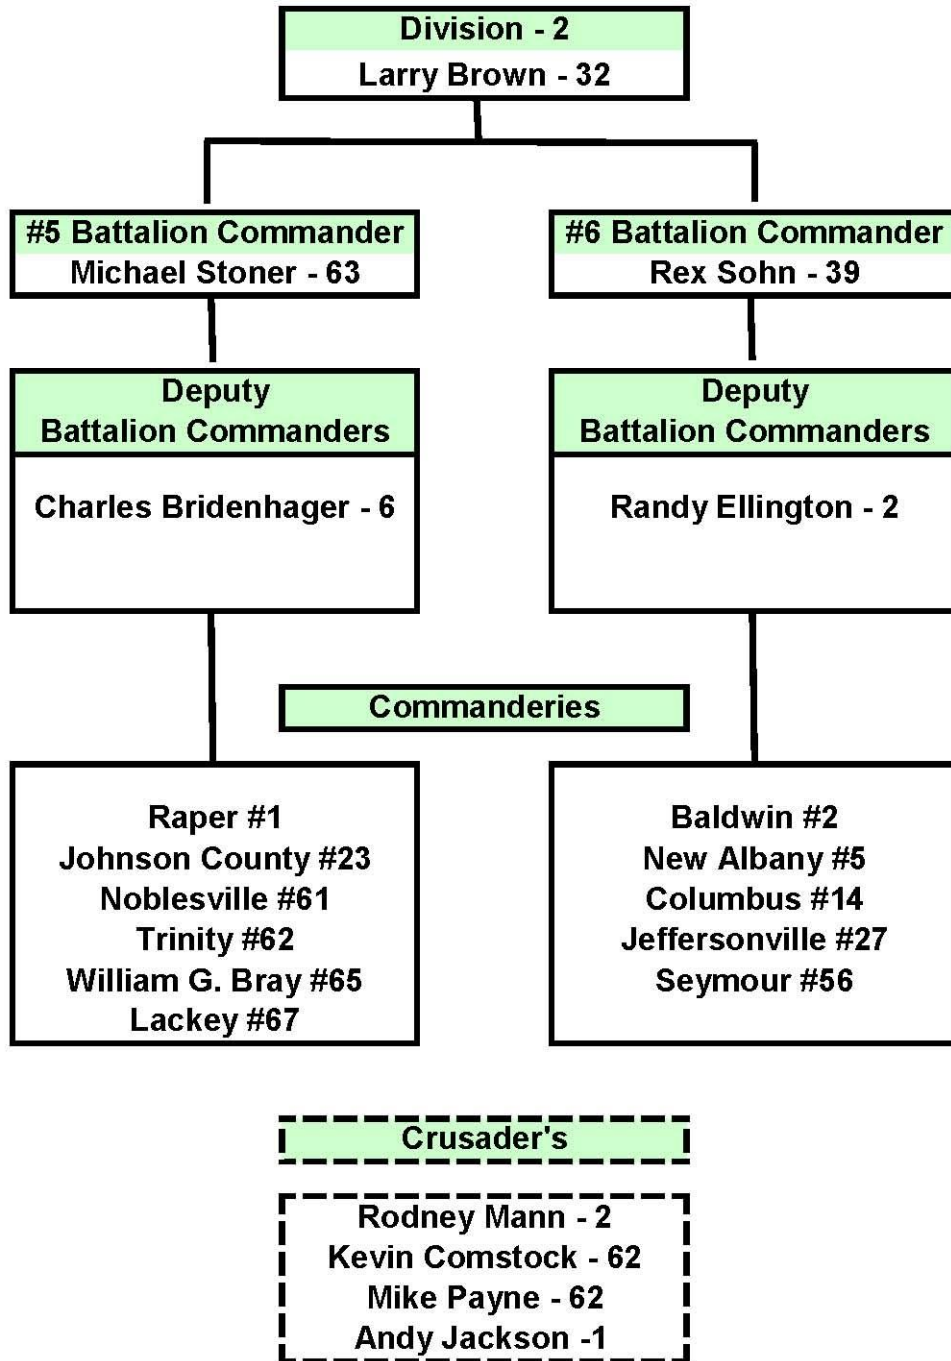 Division - 2
Larry Brown - 32
#5 Battalion Commander
Michael Stoner - 63
#6 Battalion Commander
Rex Sohn - 39
Deputy
Battalion Commanders
Charles Bridenhager - 6
Deputy
Battalion Commanders
Randy Ellington - 2
Commanderies
Raper #1
Johnson County #23
Noblesville #61
Trinity #62
William G. Bray #65
Lackey #67
Baldwin #2
New Albany #5
Columbus #14
Jeffersonville #27
Seymour #56
Crusader's
Rodney Mann - 2
Kevin Comstock - 62
Mike Payne - 62
Andy Jackson -1